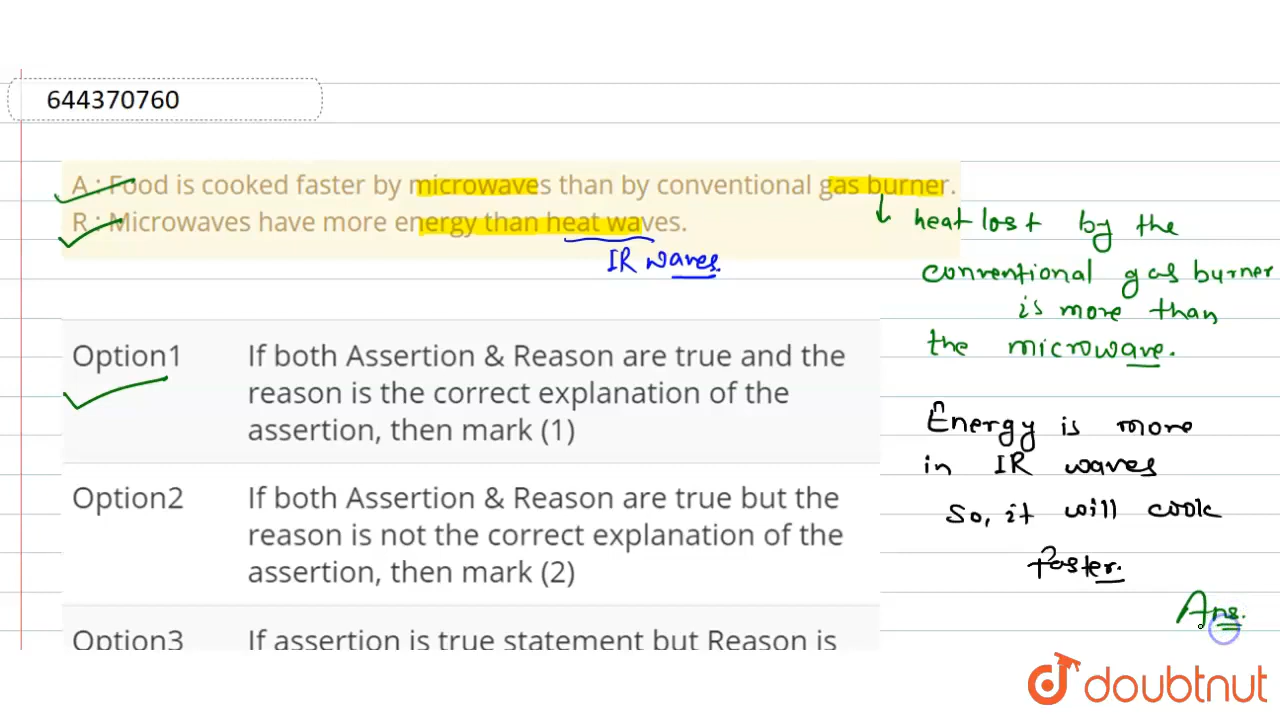 644370760
A : Food is cooked faster by microwaves than by conventional gas burner.
R : Microwaves have more energy than heat waves.
IR waves.
heat lost by the
conventional gas burner
is more than
the microwave.
Option1 If both Assertion & Reason are true and the
reason is the correct explanation of the
assertion, then mark (1)
Energy is more
in IR waves
So, it will cook
faster.
Option2 If both Assertion & Reason are true but the
reason is not the correct explanation of the
assertion, then mark (2)
Ans.
Option3 If assertion is true statement but Reason is
doubtnut